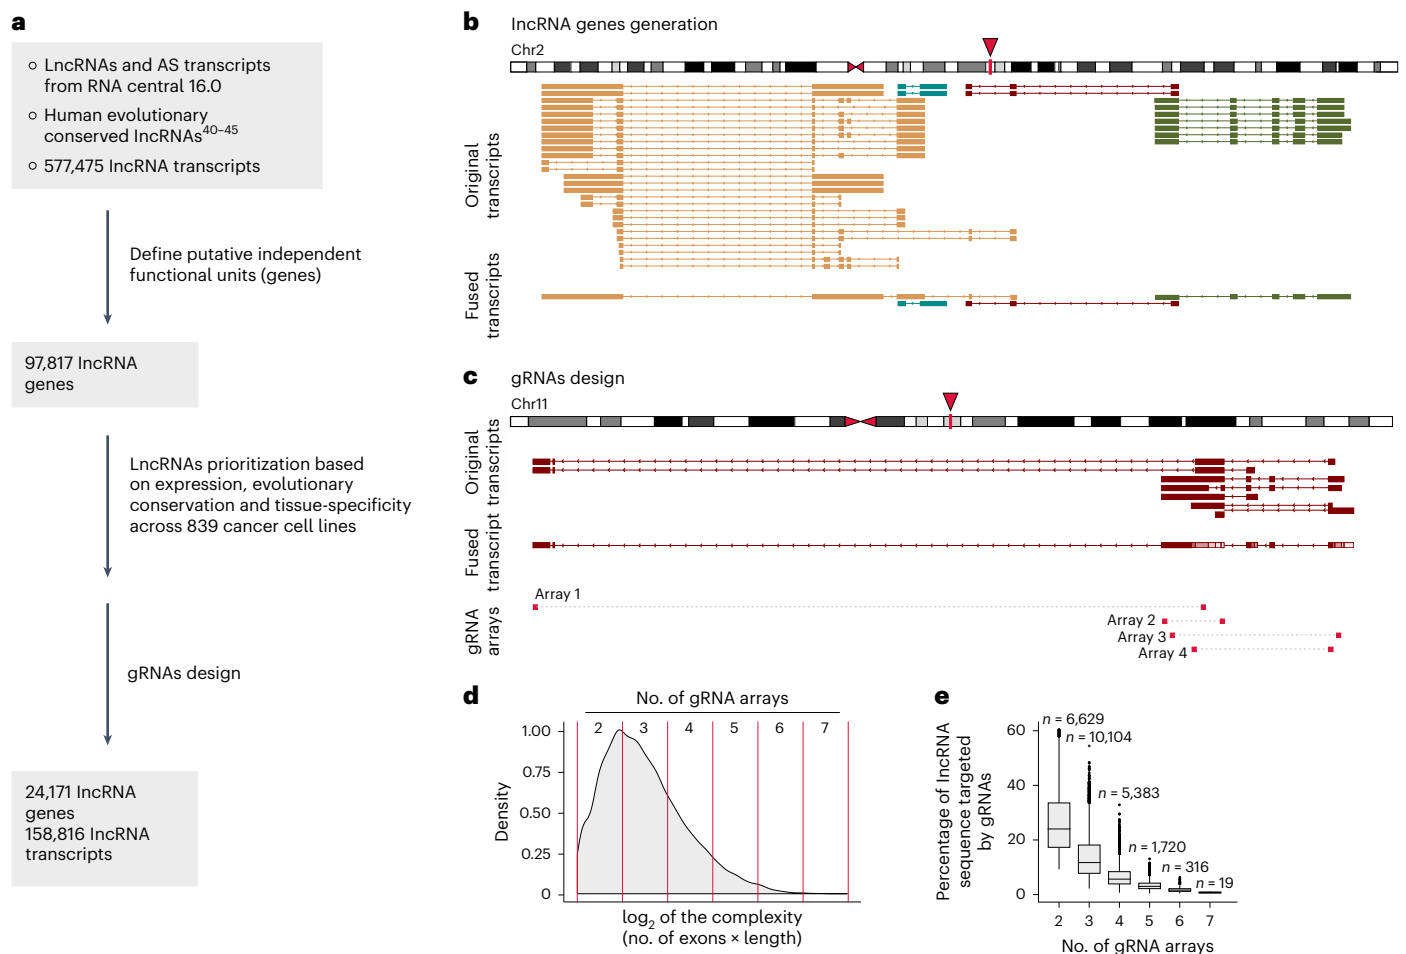 a
LncRNAs and AS transcripts
from RNA central 16.0
Human evolutionary
conserved lncRNAs40–45
577,475 lncRNA transcripts
Define putative independent
functional units (genes)
97,817 lncRNA
genes
LncRNAs prioritization based
on expression, evolutionary
conservation and tissue-specificity
across 839 cancer cell lines
gRNAs design
24,171 lncRNA
genes
158,816 lncRNA
transcripts
b
lncRNA genes generation
Chr2
Original
transcripts
Fused
transcripts
c
gRNAs design
Chr11
Original
transcripts
Fused
transcript
gRNA
arrays
Array 1
Array 2
Array 3
Array 4
d
No. of gRNA arrays
2 3 4 5 6 7
Density
1.00
0.75
0.50
0.25
0
log2 of the complexity
(no. of exons × length)
e
Percentage of lncRNA
sequence targeted
by gRNAs
60
40
20
0
n = 6,629
n = 10,104
n = 5,383
n = 1,720
n = 316
n = 19
2 3 4 5 6 7
No. of gRNA arrays